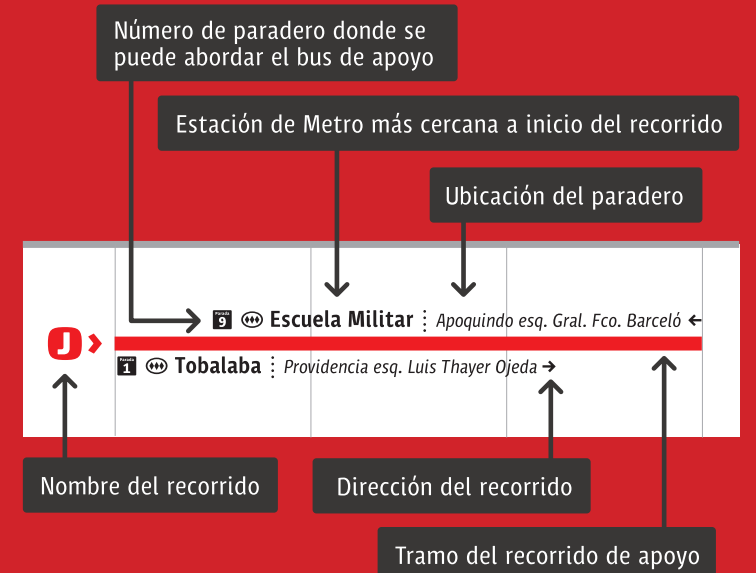 Número de paradero donde se
puede abordar el bus de apoyo
Estación de Metro más cercana a inicio del recorrido
Ubicación del paradero
Parada 9 Escuela Militar Apoquindo esq. Gral. Fco. Barceló ←
J
Parada 1 Tobalaba Providencia esq. Luis Thayer Ojeda →
Nombre del recorrido
Dirección del recorrido
Tramo del recorrido de apoyo